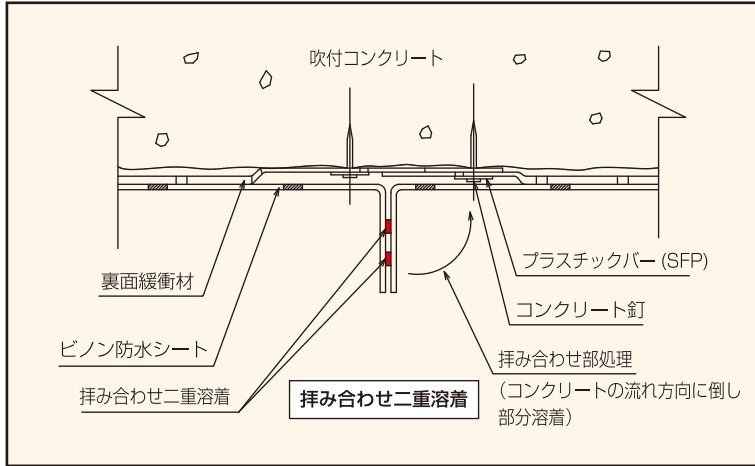 吹付コンクリート
プラスチックバー (SFP)
裏面緩衝材
コンクリート釘
ビノン防水シート
拝み合わせ部処理
拝み合わせ二重溶着
拝み合わせ二重溶着
(コンクリートの流れ方向に倒し
部分溶着)